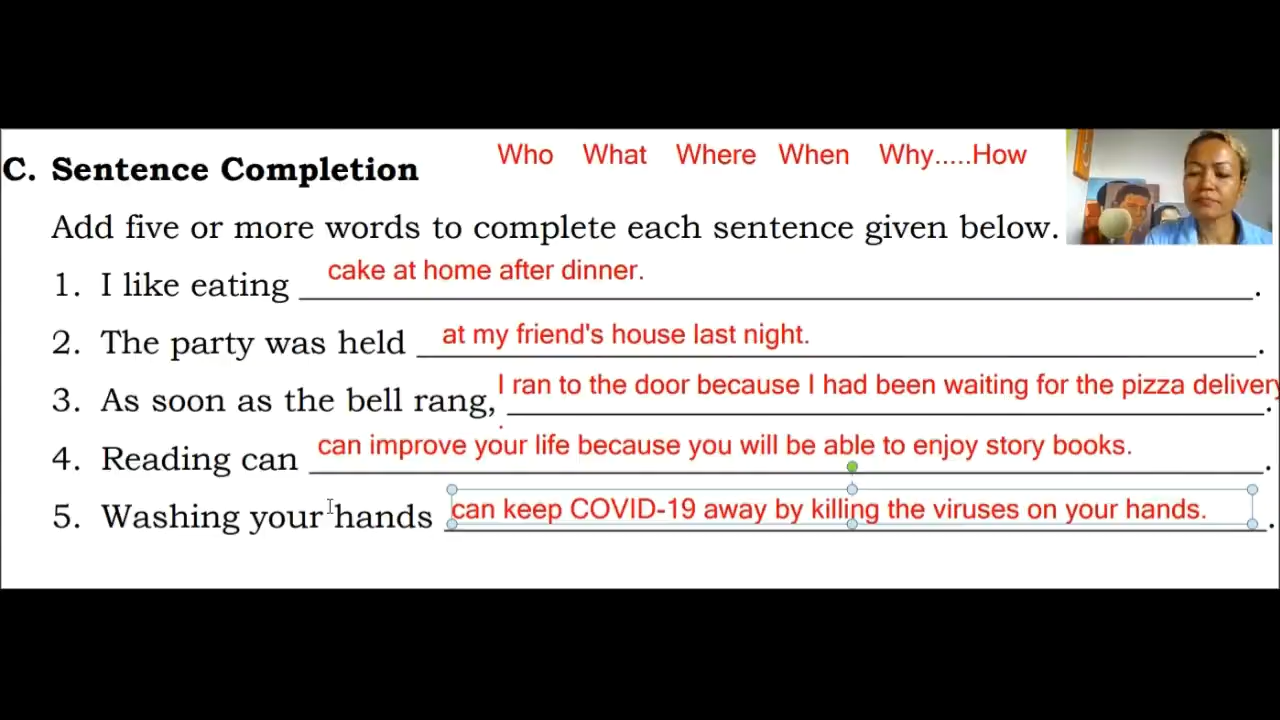 C. Sentence Completion Who What Where When Why.....How
Add five or more words to complete each sentence given below.
1. I like eating cake at home after dinner. .
2. The party was held at my friend's house last night. .
3. As soon as the bell rang, I ran to the door because I had been waiting for the pizza delivery .
.
4. Reading can can improve your life because you will be able to enjoy story books. .
5. Washing your hands can keep COVID-19 away by killing the viruses on your hands. .